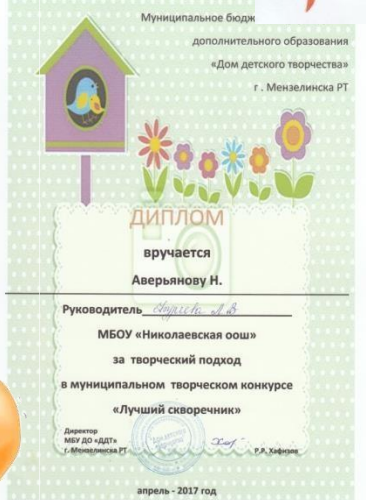 Муниципальное
дополнительного образования
«Дом детского творчества»
г . Мензелинска РТ
ДИПЛОМ
вручается
Аверьянову Н.
Руководитель
МБОУ «Николаевская оош»
за творческий подход
в муниципальном творческом конкурсе
«Лучший скворечник»
Директор
МБУ ДО «ДДТ»
г. Мензелинска РТ
Р.Р. Хафизов
апрель - 2017 год